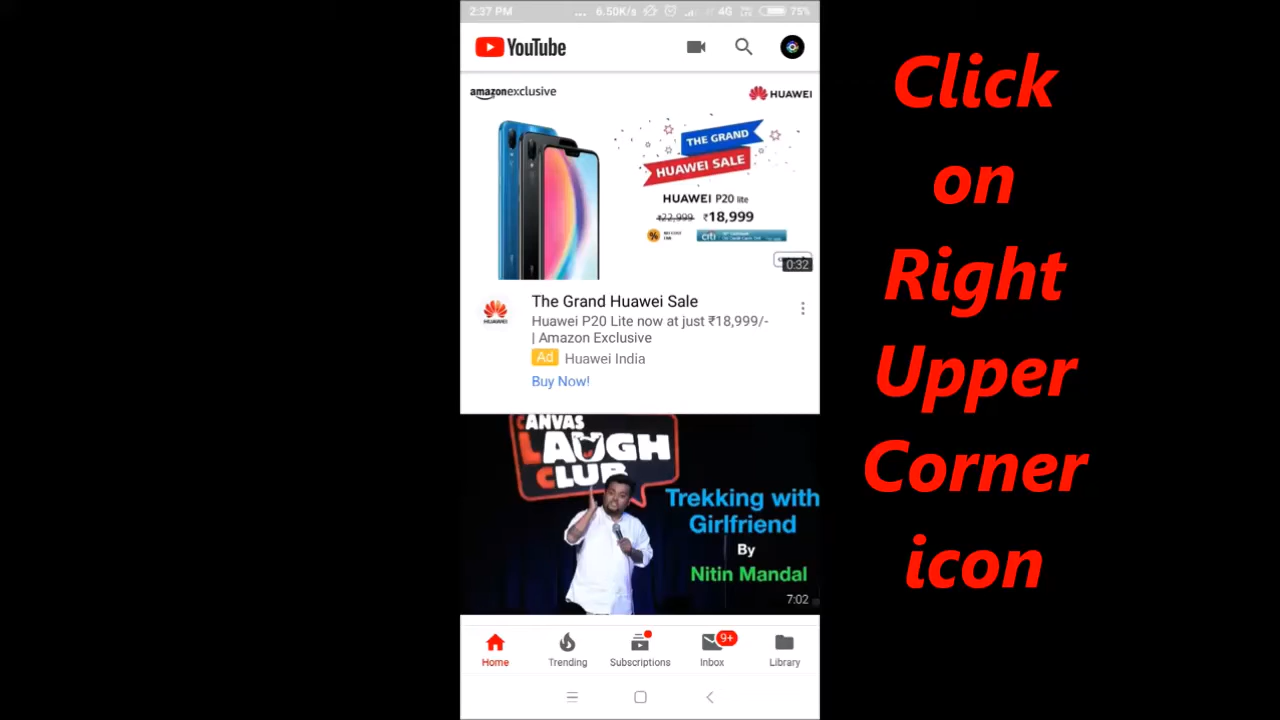 2:37 PM ... 6.50K/s 4G 75%
YouTube
amazonexclusive
HUAWEI
THE GRAND
HUAWEI SALE
HUAWEI P20 lite
₹22,999 ₹18,999
citi
0:32
The Grand Huawei Sale
HUAWEI
Huawei P20 Lite now at just ₹18,999/-
| Amazon Exclusive
Ad Huawei India
Buy Now!
CANVAS
LAUGH
CLUB
Trekking with
Girlfriend
By
Nitin Mandal
7:02
9+
Home
Trending
Subscriptions
Inbox
Library
Click
on
Right
Upper
Corner
icon